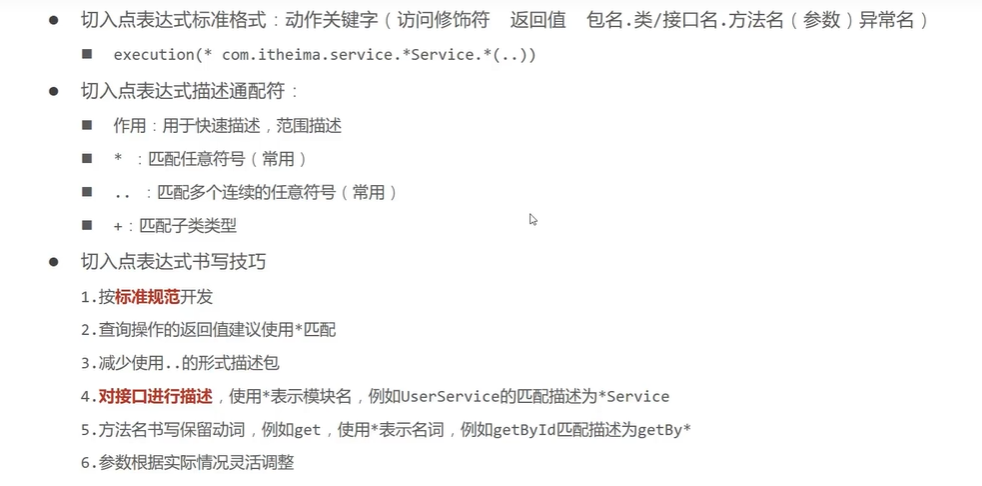 ● 切入点表达式标准格式：动作关键字（访问修饰符 返回值 包名.类/接口名.方法名（参数）异常名）
■ execution(* com.itheima.service.*Service.*(..))
● 切入点表达式描述通配符：
■ 作用：用于快速描述，范围描述
■ * ：匹配任意符号（常用）
■ .. ：匹配多个连续的任意符号（常用）
■ +：匹配子类类型
● 切入点表达式书写技巧
1.按标准规范开发
2.查询操作的返回值建议使用*匹配
3.减少使用..的形式描述包
4.对接口进行描述，使用*表示模块名，例如UserService的匹配描述为*Service
5.方法名书写保留动词，例如get，使用*表示名词，例如getById匹配描述为getBy*
6.参数根据实际情况灵活调整